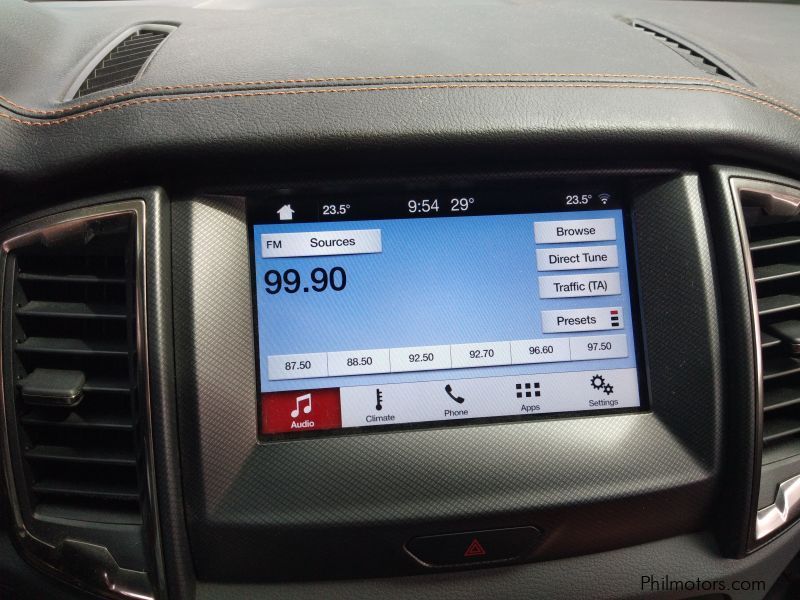 23.5° 9:54 29° 23.5°
FM Sources
Browse
99.90
Direct Tune
Traffic (TA)
Presets
87.50 88.50 92.50 92.70 96.60 97.50
Audio Climate Phone Apps Settings
Philmotors.com